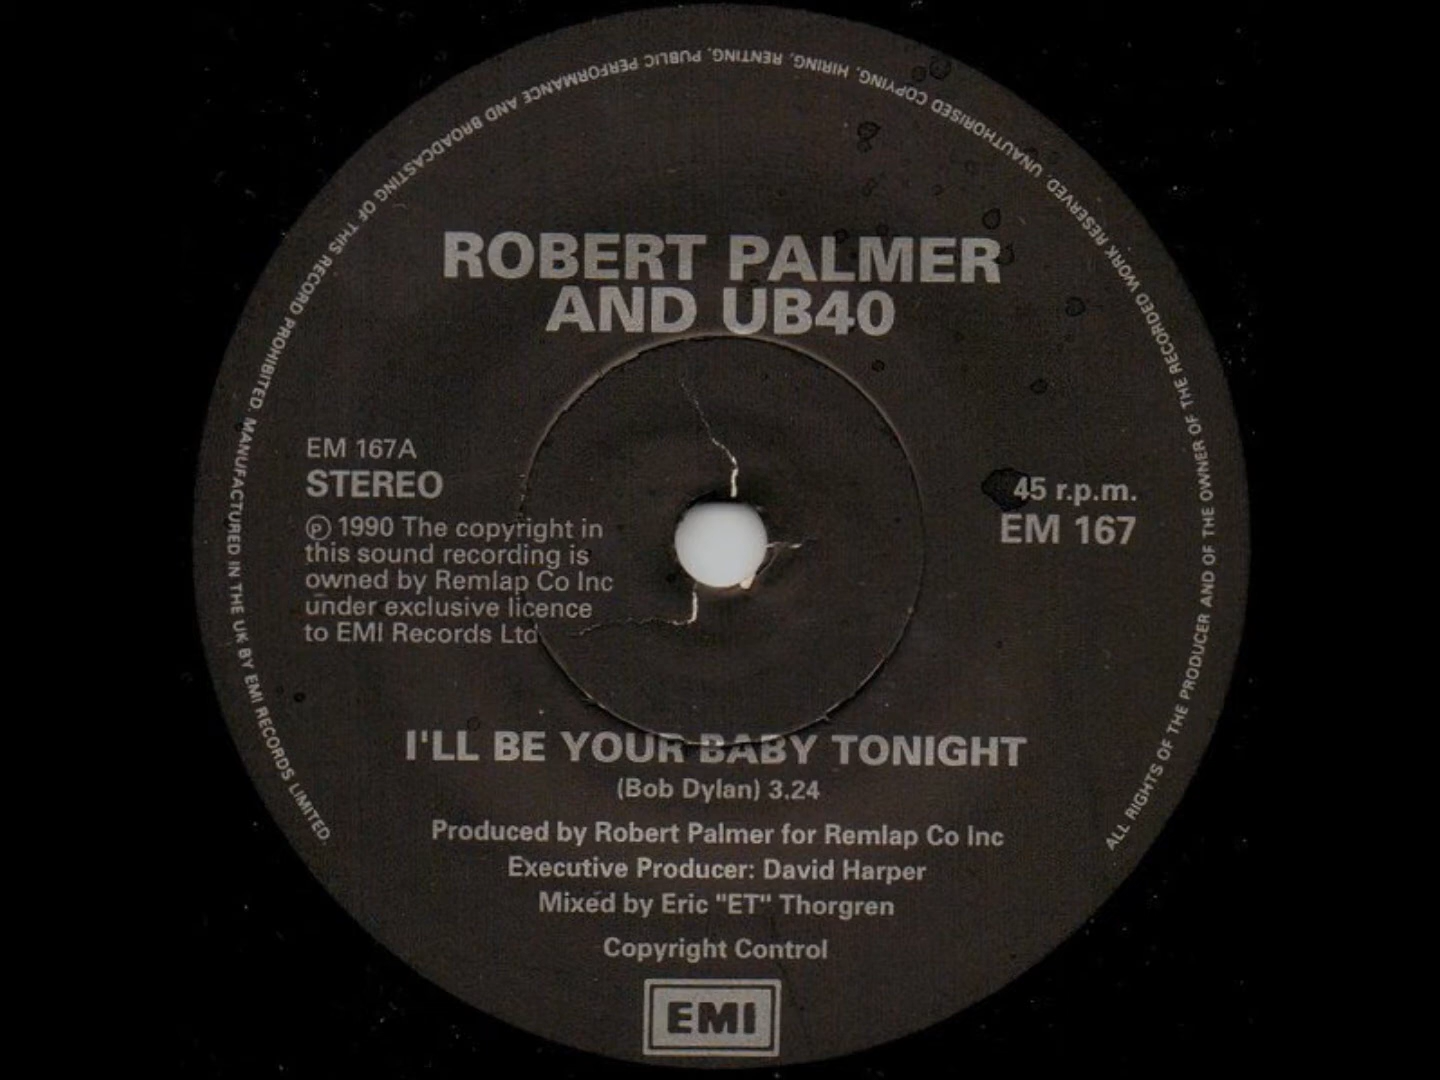 ROBERT PALMER
AND UB40
EM 167A
STEREO
℗ 1990 The copyright in
this sound recording is
owned by Remlap Co Inc
under exclusive licence
to EMI Records Ltd
45 r.p.m.
EM 167
I'LL BE YOUR BABY TONIGHT
(Bob Dylan) 3.24
Produced by Robert Palmer for Remlap Co Inc
Executive Producer: David Harper
Mixed by Eric "ET" Thorgren
Copyright Control
EMI
ALL RIGHTS OF THE PRODUCER AND OF THE OWNER OF THE RECORDED WORK RESERVED. UNAUTHORISED COPYING, HIRING, RENTING, PUBLIC PERFORMANCE AND BROADCASTING OF THIS RECORD PROHIBITED. MANUFACTURED IN THE UK BY EMI RECORDS LIMITED.